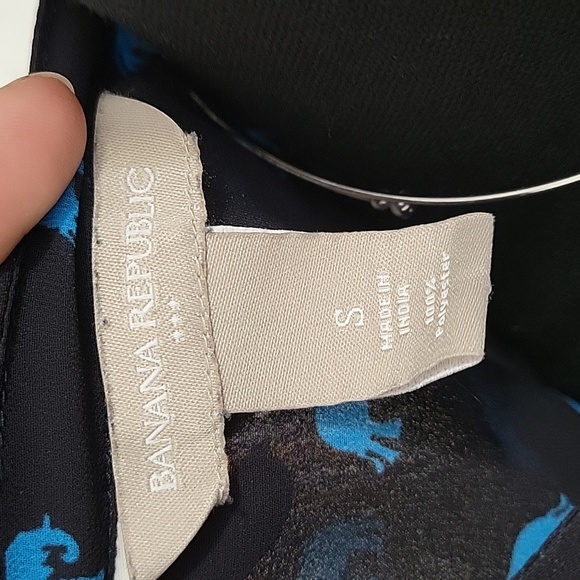 BANANA REPUBLIC
***
S
MADE IN
INDIA
100%
Polyester